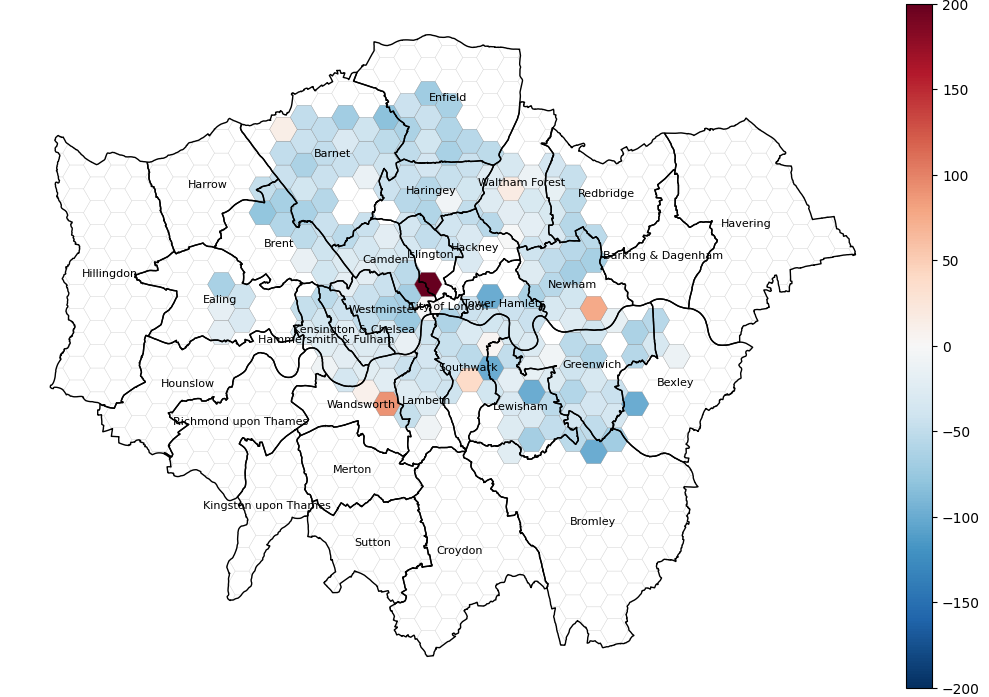 Enfield
Barnet
Harrow
Haringey
Waltham Forest
Redbridge
Havering
Brent
Hackney
Islington
Camden
Barking & Dagenham
Hillingdon
Ealing
Newham
Tower Hamlets
City of London
Westminster
Kensington & Chelsea
Hammersmith & Fulham
Southwark
Greenwich
Hounslow
Bexley
Wandsworth
Lambeth
Lewisham
Richmond upon Thames
Merton
Kingston upon Thames
Bromley
Sutton
Croydon
200
150
100
50
0
−50
−100
−150
−200